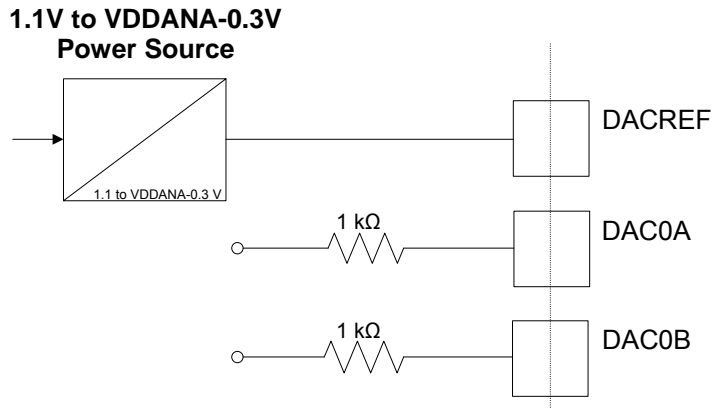 1.1V to VDDANA-0.3V
Power Source
1.1 to VDDANA-0.3 V
DACREF
1 kΩ
DAC0A
1 kΩ
DAC0B